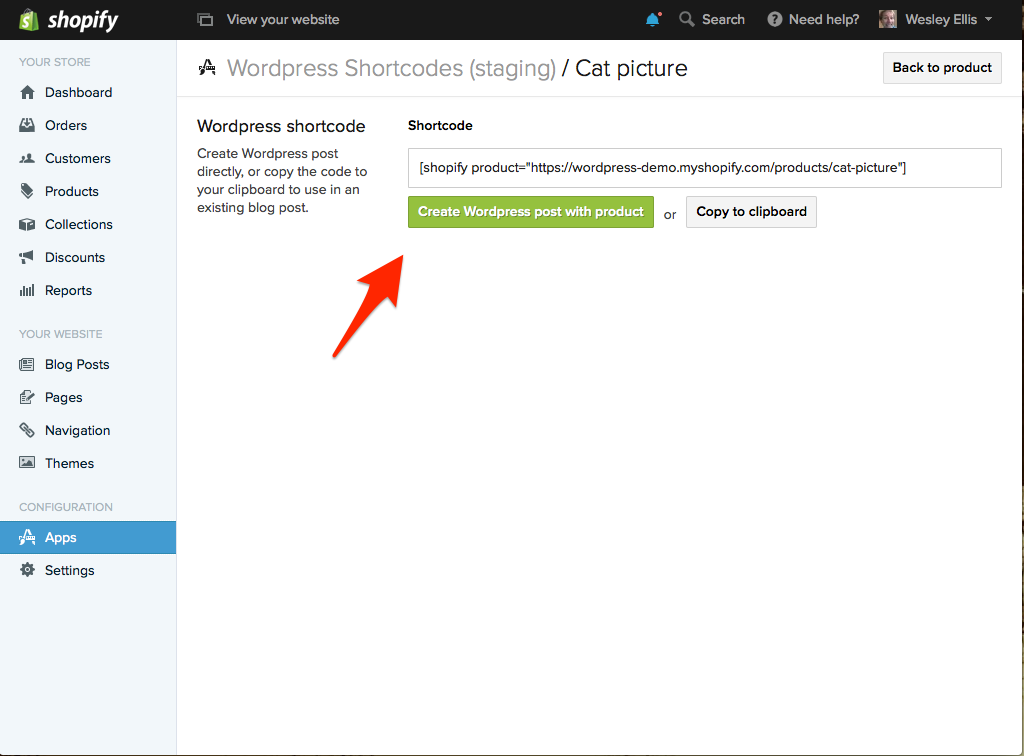 shopify
View your website
Search
Need help?
Wesley Ellis
YOUR STORE
Dashboard
Orders
Customers
Products
Collections
Discounts
Reports
YOUR WEBSITE
Blog Posts
Pages
Navigation
Themes
CONFIGURATION
Apps
Settings
Wordpress Shortcodes (staging) / Cat picture
Back to product
Wordpress shortcode
Create Wordpress post
directly, or copy the code to
your clipboard to use in an
existing blog post.
Shortcode
[shopify product="https://wordpress-demo.myshopify.com/products/cat-picture"]
Create Wordpress post with product or Copy to clipboard